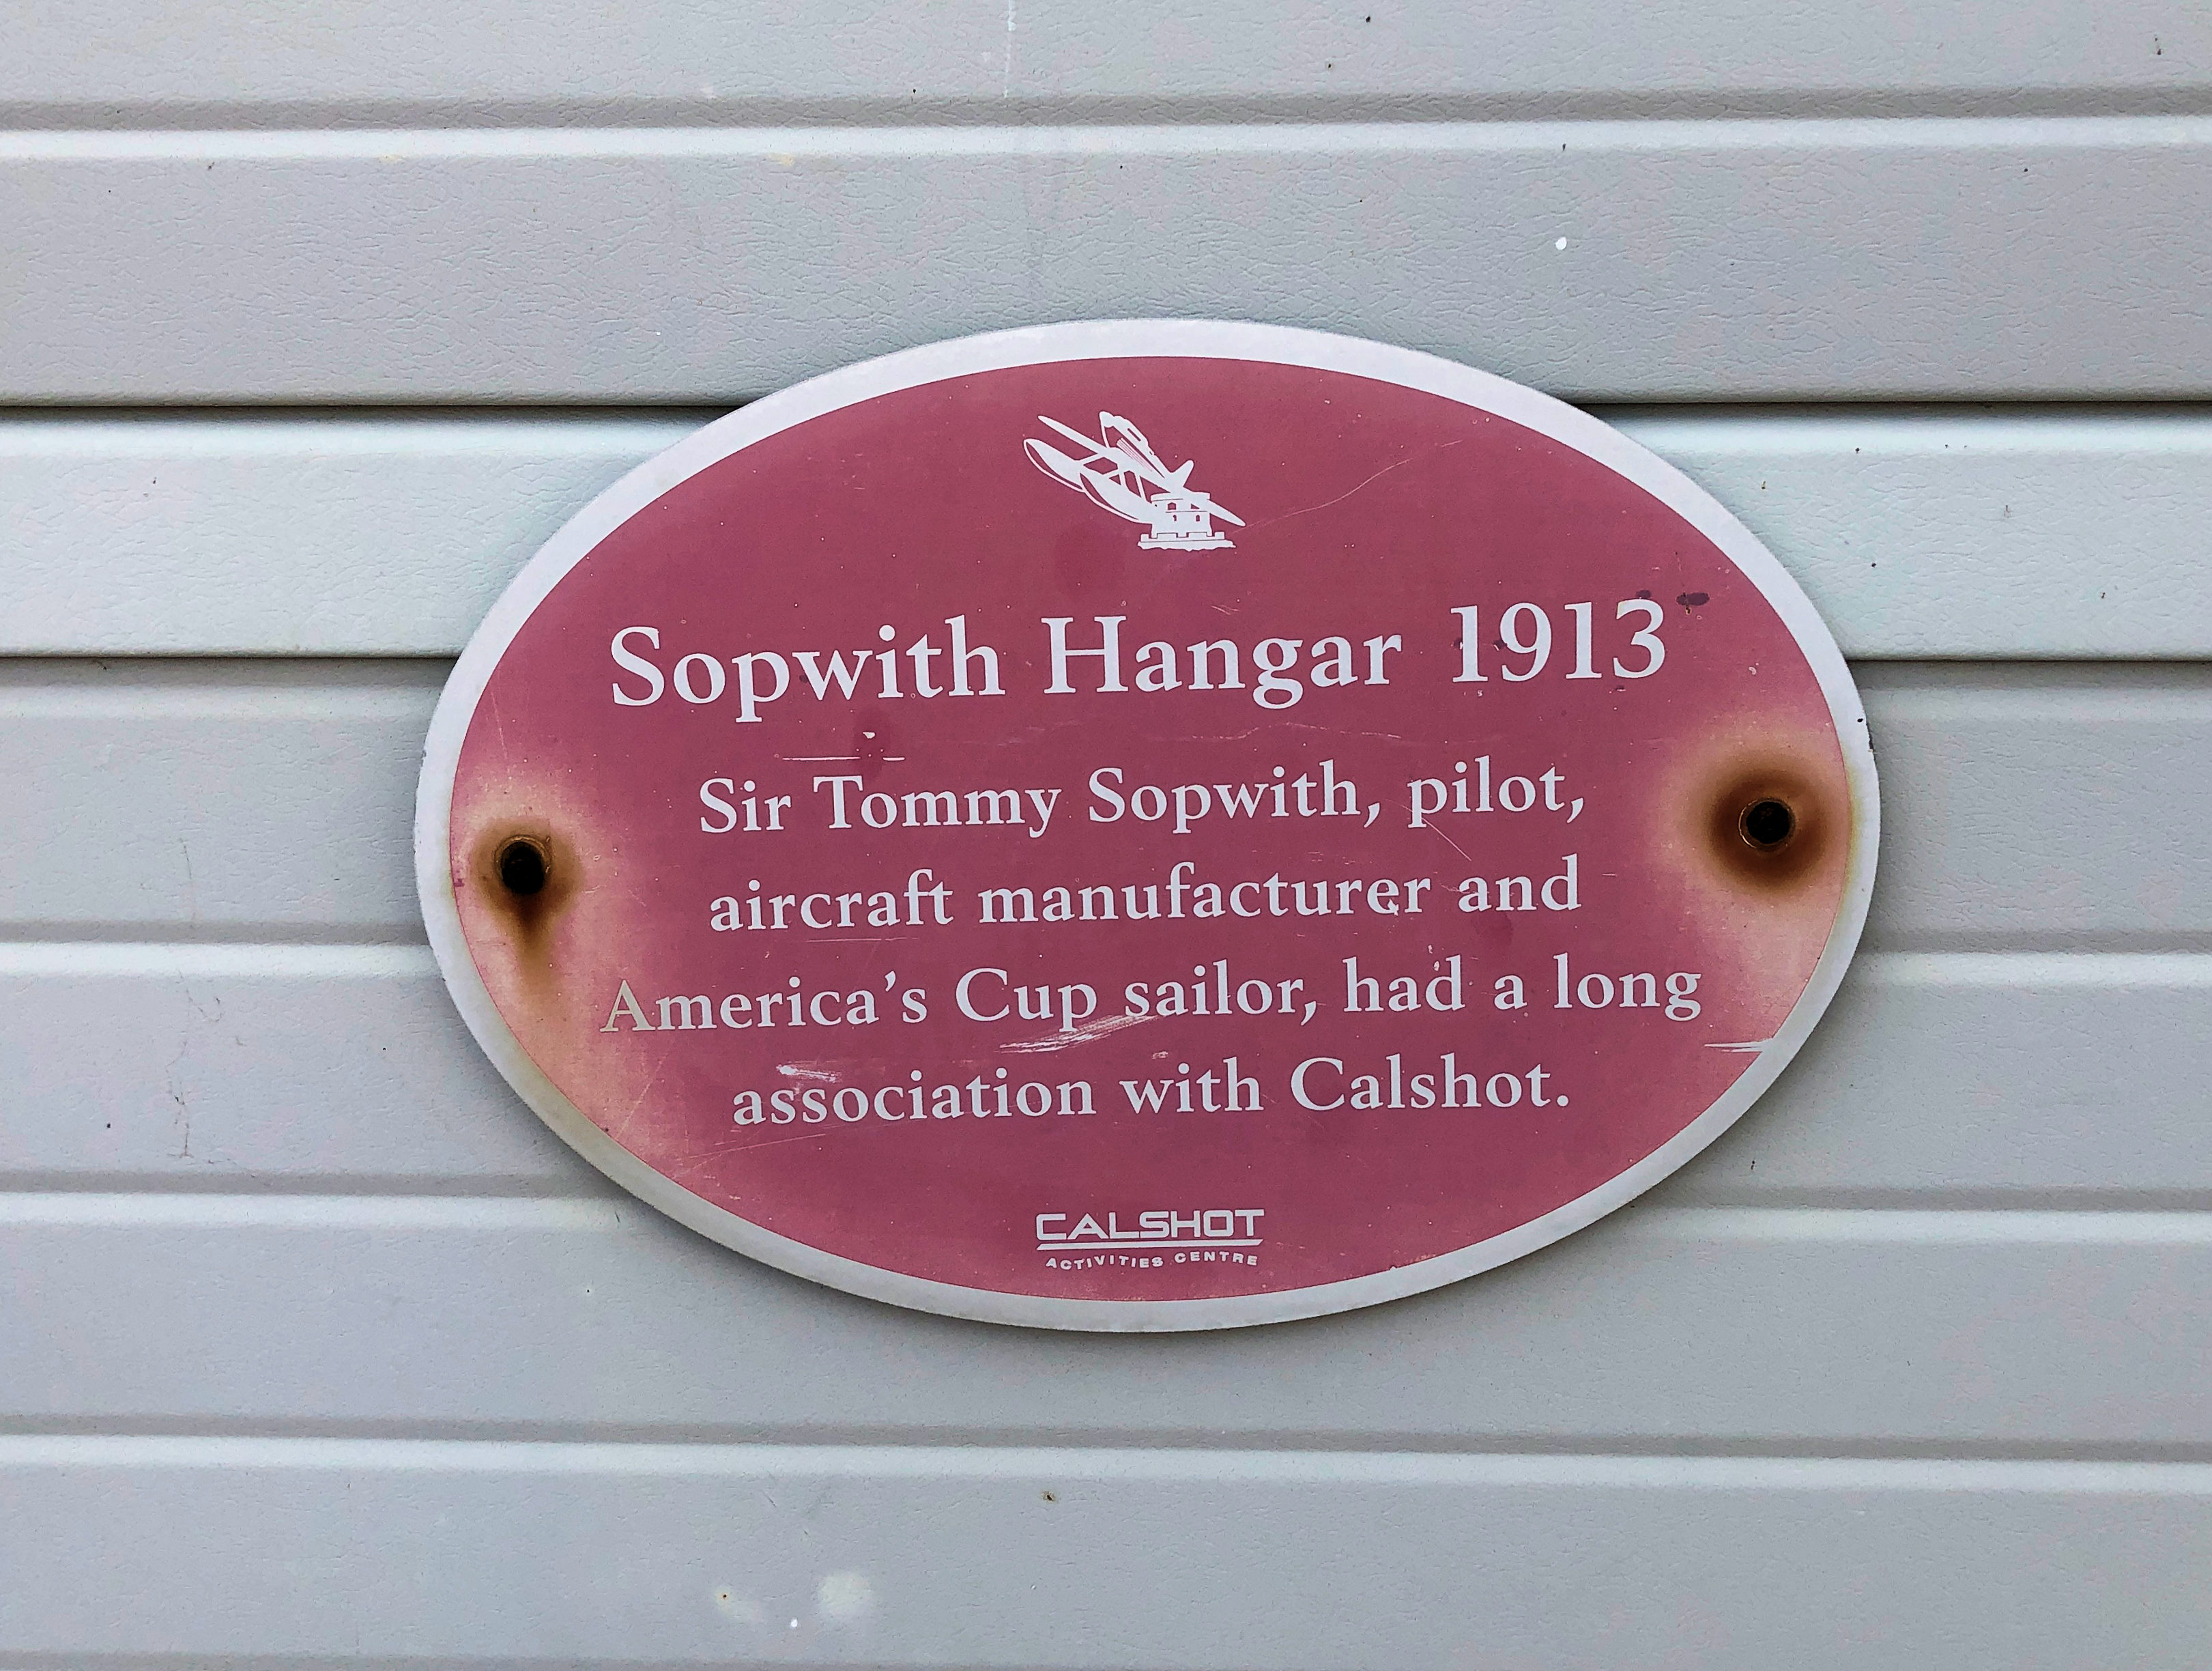 Sopwith Hangar 1913
Sir Tommy Sopwith, pilot,
aircraft manufacturer and
America's Cup sailor, had a long
association with Calshot.
CALSHOT
ACTIVITIES CENTRE